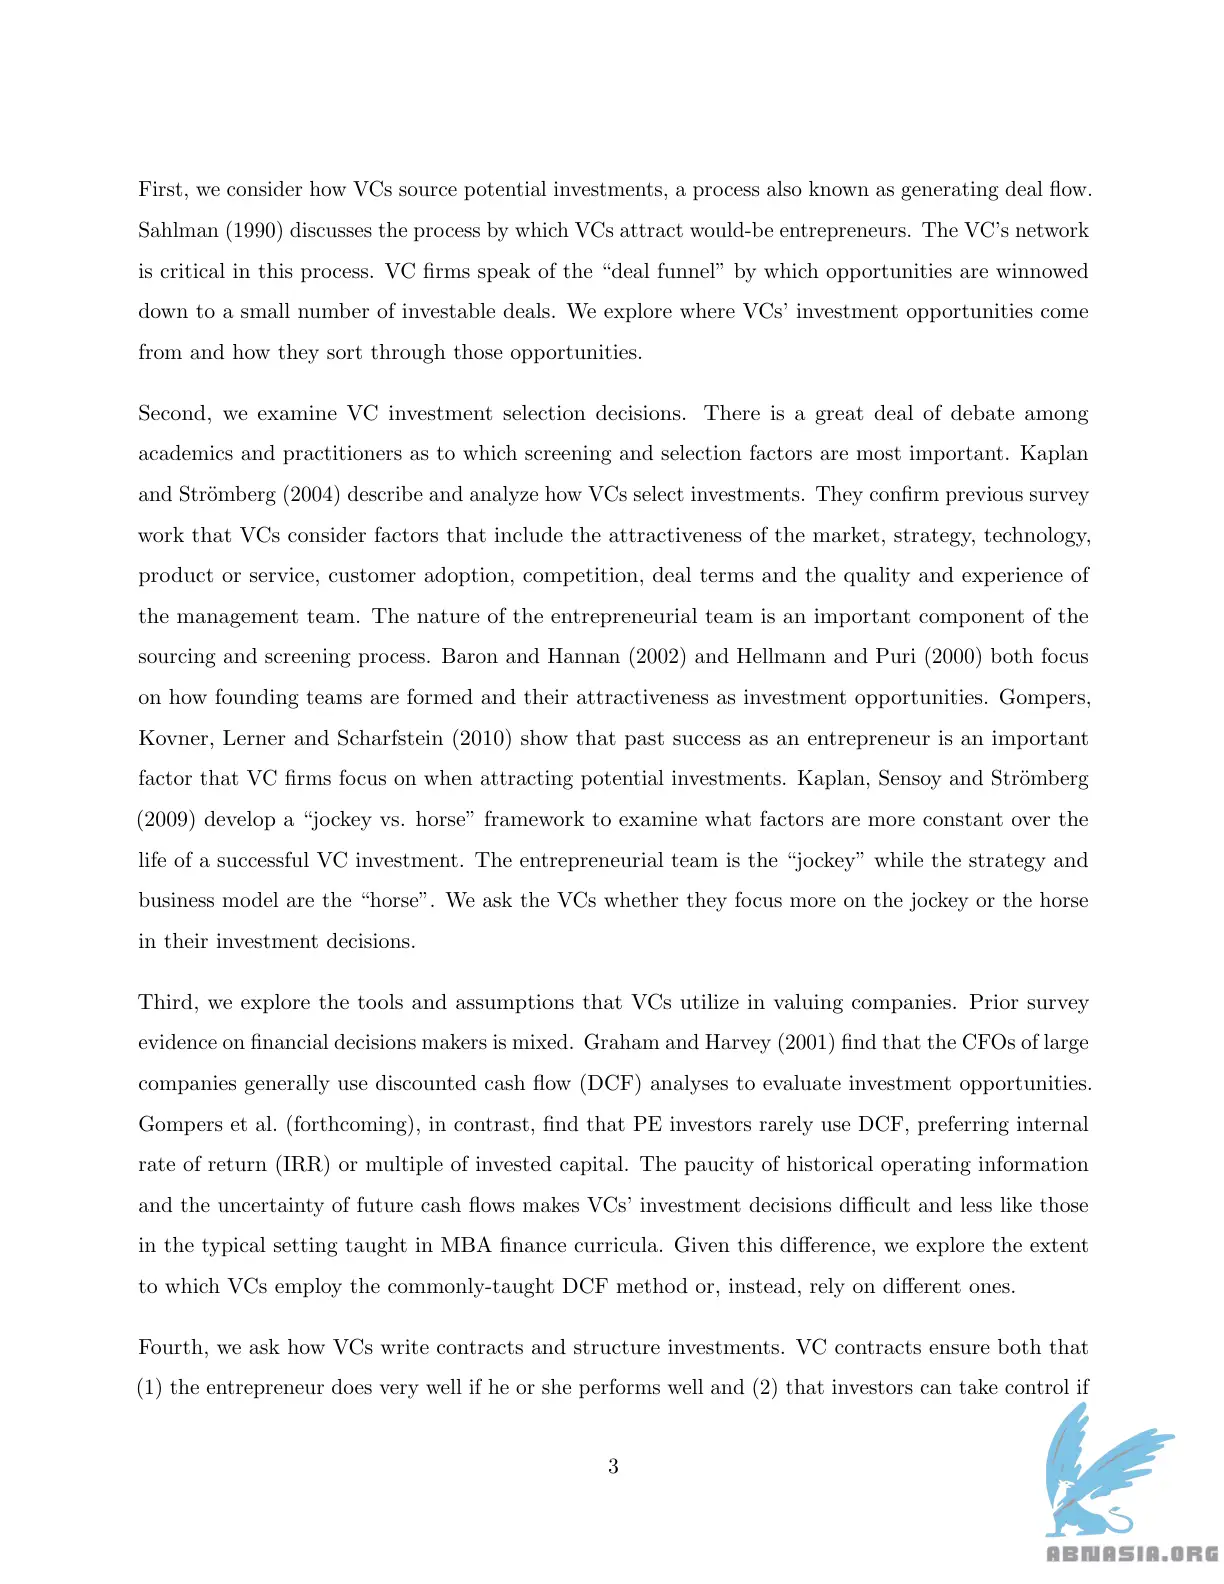 First, we consider how VCs source potential investments, a process also known as generating deal flow.
Sahlman (1990) discusses the process by which VCs attract would-be entrepreneurs. The VC's network
is critical in this process. VC firms speak of the “deal funnel” by which opportunities are winnowed
down to a small number of investable deals. We explore where VCs' investment opportunities come
from and how they sort through those opportunities.
Second, we examine VC investment selection decisions. There is a great deal of debate among
academics and practitioners as to which screening and selection factors are most important. Kaplan
and Strömberg (2004) describe and analyze how VCs select investments. They confirm previous survey
work that VCs consider factors that include the attractiveness of the market, strategy, technology,
product or service, customer adoption, competition, deal terms and the quality and experience of
the management team. The nature of the entrepreneurial team is an important component of the
sourcing and screening process. Baron and Hannan (2002) and Hellmann and Puri (2000) both focus
on how founding teams are formed and their attractiveness as investment opportunities. Gompers,
Kovner, Lerner and Scharfstein (2010) show that past success as an entrepreneur is an important
factor that VC firms focus on when attracting potential investments. Kaplan, Sensoy and Strömberg
(2009) develop a “jockey vs. horse” framework to examine what factors are more constant over the
life of a successful VC investment. The entrepreneurial team is the “jockey” while the strategy and
business model are the “horse”. We ask the VCs whether they focus more on the jockey or the horse
in their investment decisions.
Third, we explore the tools and assumptions that VCs utilize in valuing companies. Prior survey
evidence on financial decisions makers is mixed. Graham and Harvey (2001) find that the CFOs of large
companies generally use discounted cash flow (DCF) analyses to evaluate investment opportunities.
Gompers et al. (forthcoming), in contrast, find that PE investors rarely use DCF, preferring internal
rate of return (IRR) or multiple of invested capital. The paucity of historical operating information
and the uncertainty of future cash flows makes VCs' investment decisions difficult and less like those
in the typical setting taught in MBA finance curricula. Given this difference, we explore the extent
to which VCs employ the commonly-taught DCF method or, instead, rely on different ones.
Fourth, we ask how VCs write contracts and structure investments. VC contracts ensure both that
(1) the entrepreneur does very well if he or she performs well and (2) that investors can take control if
3
ABNASIA.ORG